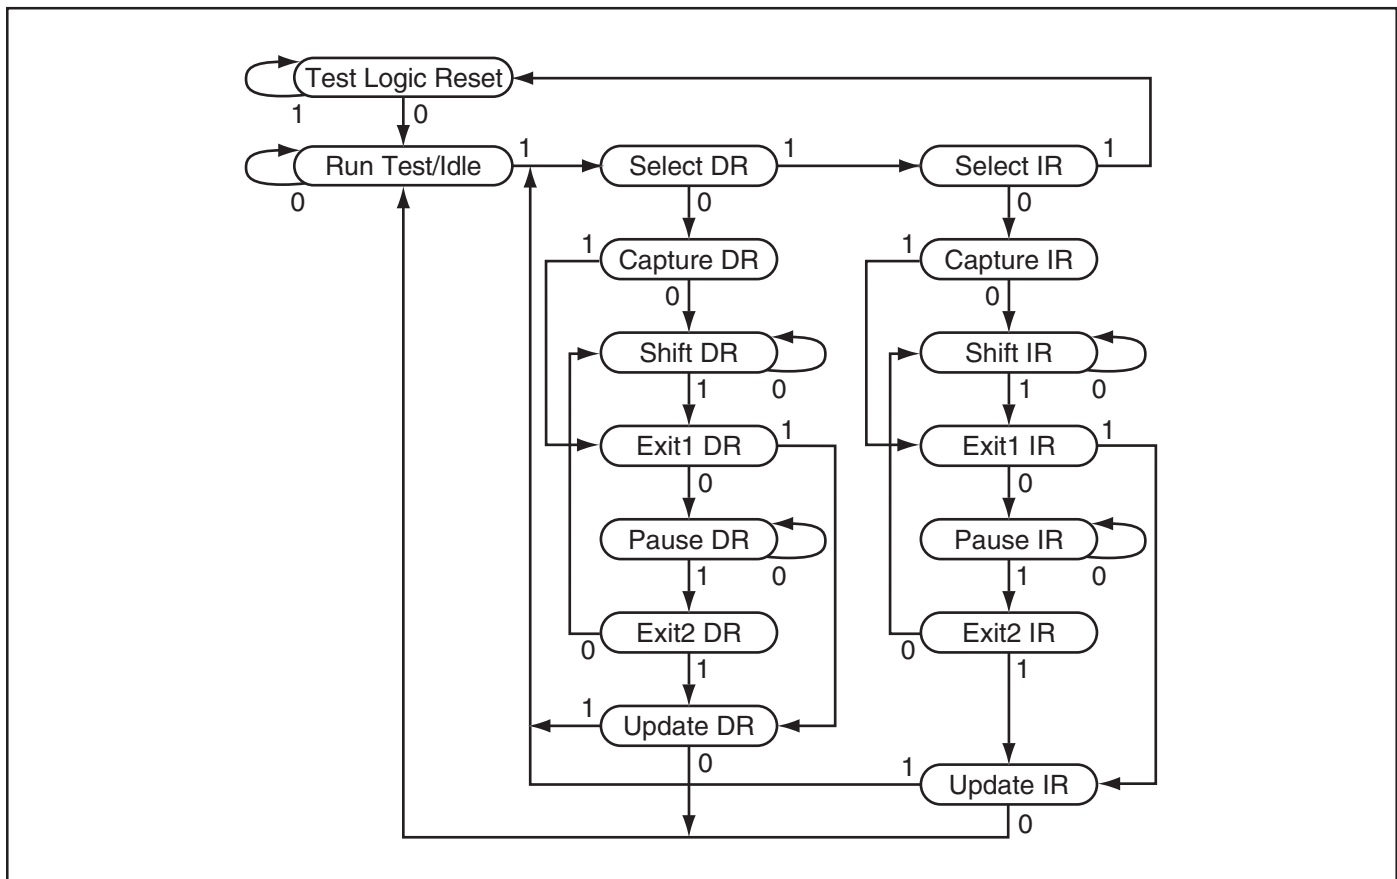 Test Logic Reset
1
0
Run Test/Idle
1
0
Select DR
1
0
Select IR
1
0
Capture DR
1
0
Capture IR
1
0
Shift DR
0
1
Shift IR
0
1
Exit1 DR
1
0
Exit1 IR
1
0
Pause DR
0
1
Pause IR
0
1
Exit2 DR
0
1
Exit2 IR
0
1
Update DR
1
0
Update IR
1
0